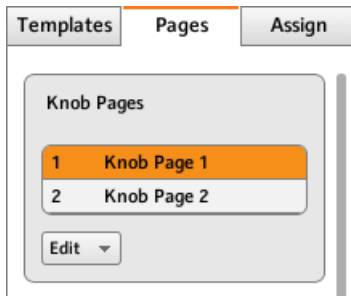 Templates Pages Assign
Knob Pages
1 Knob Page 1
2 Knob Page 2
Edit